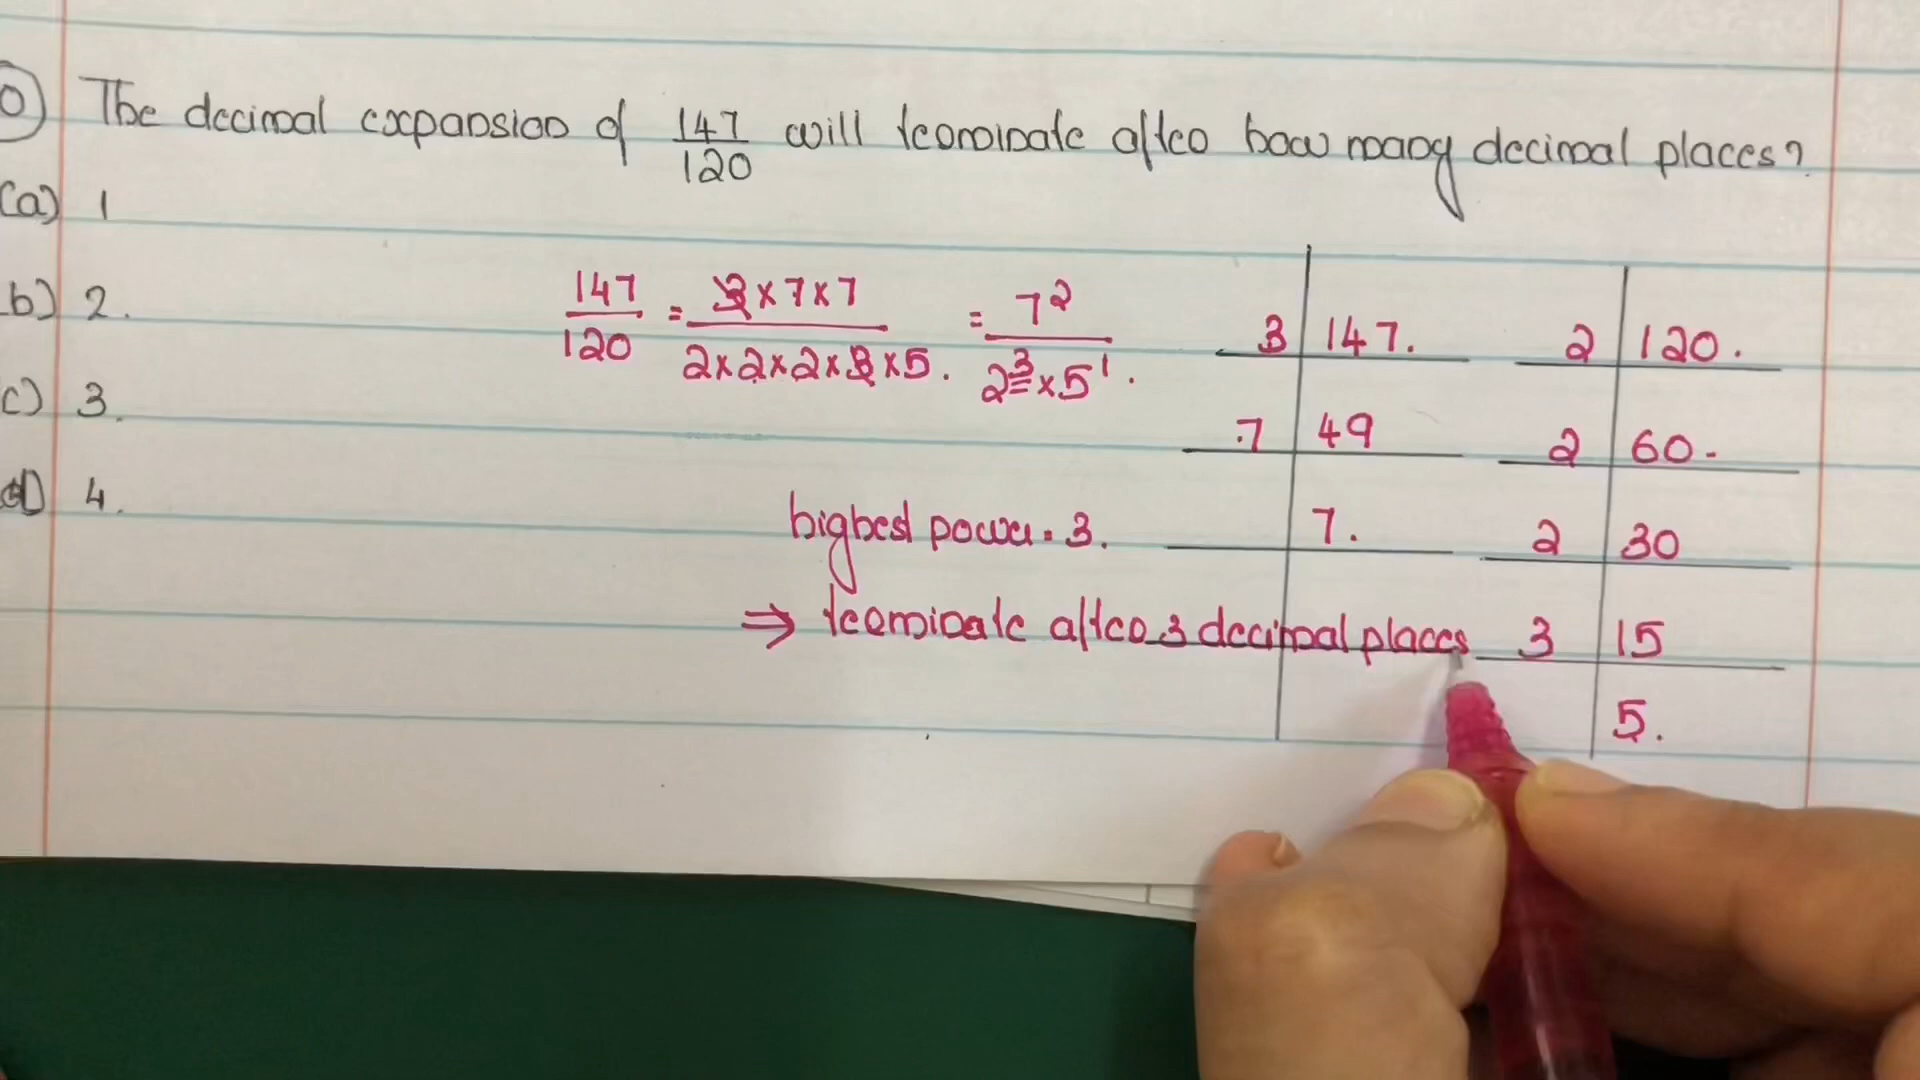 The decimal expansion of 147/120 will terminate after how many decimal places?
(a) 1
b) 2.
c) 3.
d) 4.
147/120 = 3×7×7 / 2×2×2×3×5. = 7² / 2³×5¹.
3 | 147.
7 | 49
7.
2 | 120.
2 | 60.
2 | 30
3 | 15
5.
highest power = 3.
⇒ terminate after 3 decimal places